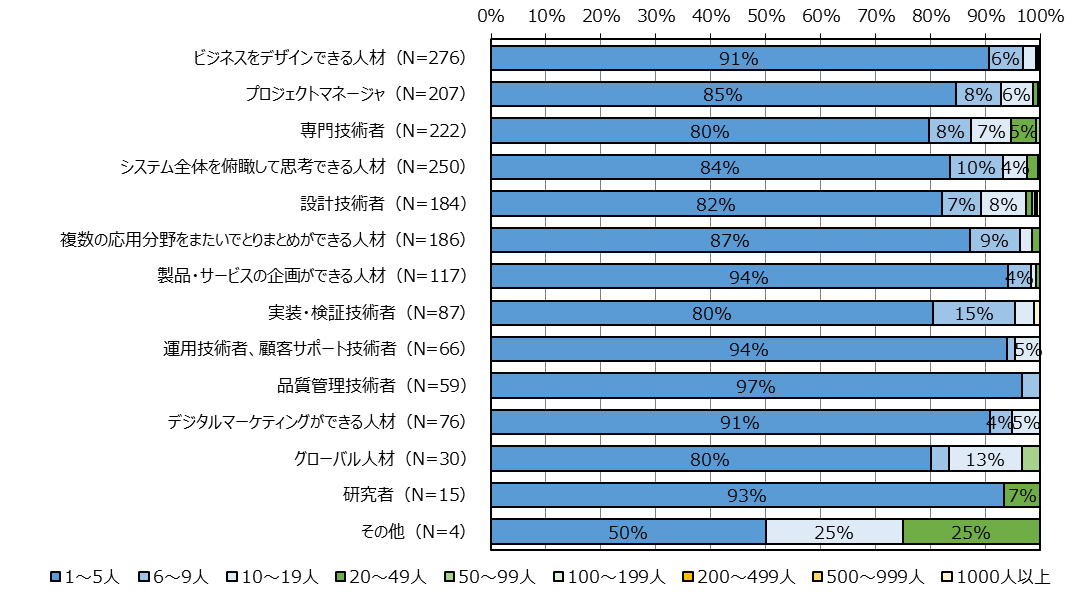 0% 10% 20% 30% 40% 50% 60% 70% 80% 90% 100%
ビジネスをデザインできる人材（N=276） 91% 6%
プロジェクトマネージャ（N=207） 85% 8% 6%
専門技術者（N=222） 80% 8% 7% 5%
システム全体を俯瞰して思考できる人材（N=250） 84% 10% 4%
設計技術者（N=184） 82% 7% 8%
複数の応用分野をまたいでとりまとめができる人材（N=186） 87% 9%
製品・サービスの企画ができる人材（N=117） 94% 4%
実装・検証技術者（N=87） 80% 15%
運用技術者、顧客サポート技術者（N=66） 94% 5%
品質管理技術者（N=59） 97%
デジタルマーケティングができる人材（N=76） 91% 4% 5%
グローバル人材（N=30） 80% 13%
研究者（N=15） 93% 7%
その他（N=4） 50% 25% 25%
1～5人 6～9人 10～19人 20～49人 50～99人 100～199人 200～499人 500～999人 1000人以上